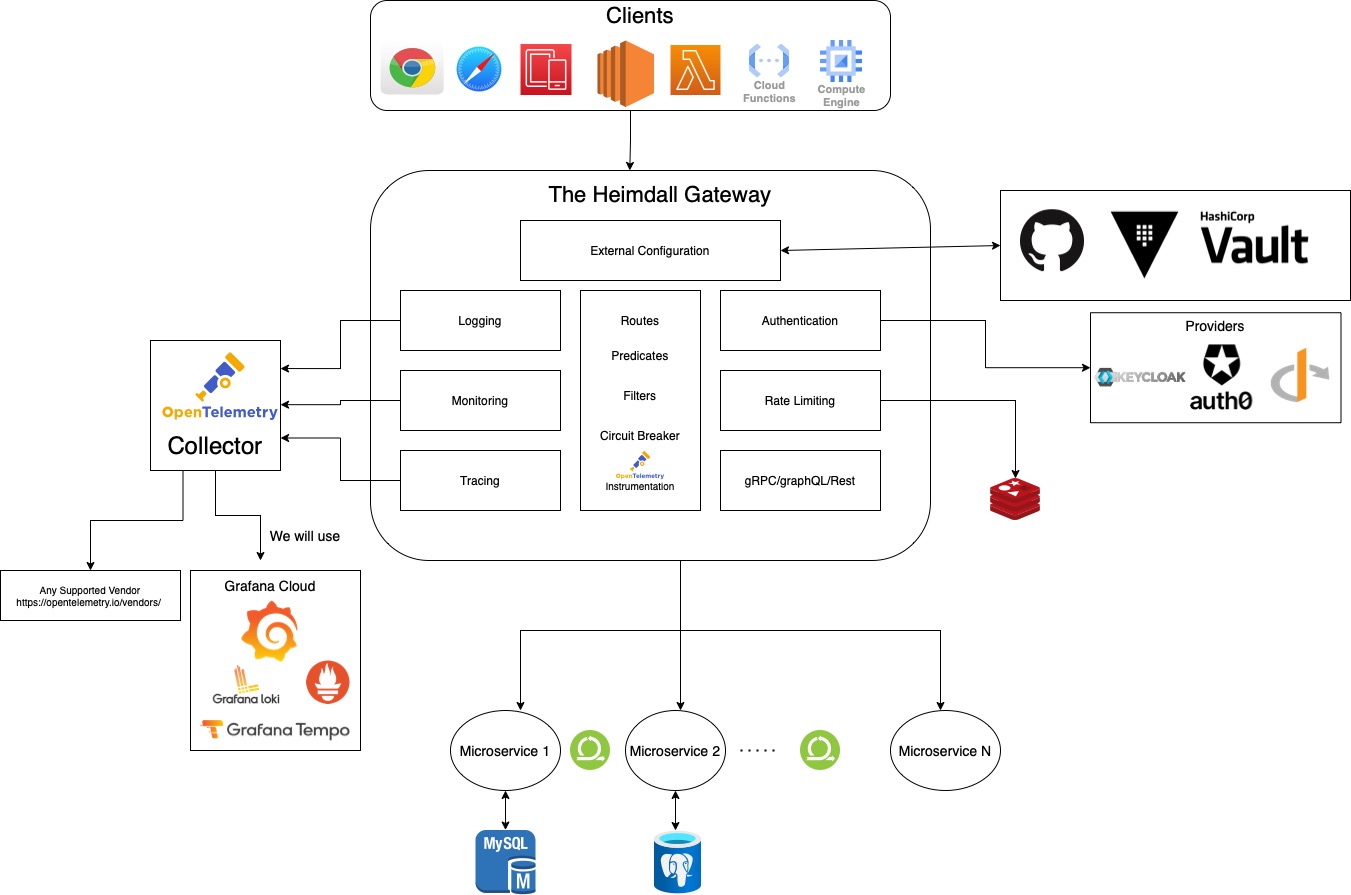 Clients
Cloud
Functions
Compute
Engine
The Heimdall Gateway
External Configuration
HashiCorp
Vault
Logging
Routes
Authentication
Predicates
Monitoring
Filters
Rate Limiting
Circuit Breaker
OpenTelemetry
Instrumentation
Tracing
gRPC/graphQL/Rest
Providers
KEYCLOAK
auth0
OpenTelemetry
Collector
We will use
Any Supported Vendor
https://opentelemetry.io/vendors/
Grafana Cloud
Grafana loki
Grafana Tempo
Microservice 1
Microservice 2
.....
Microservice N
MySQL
M